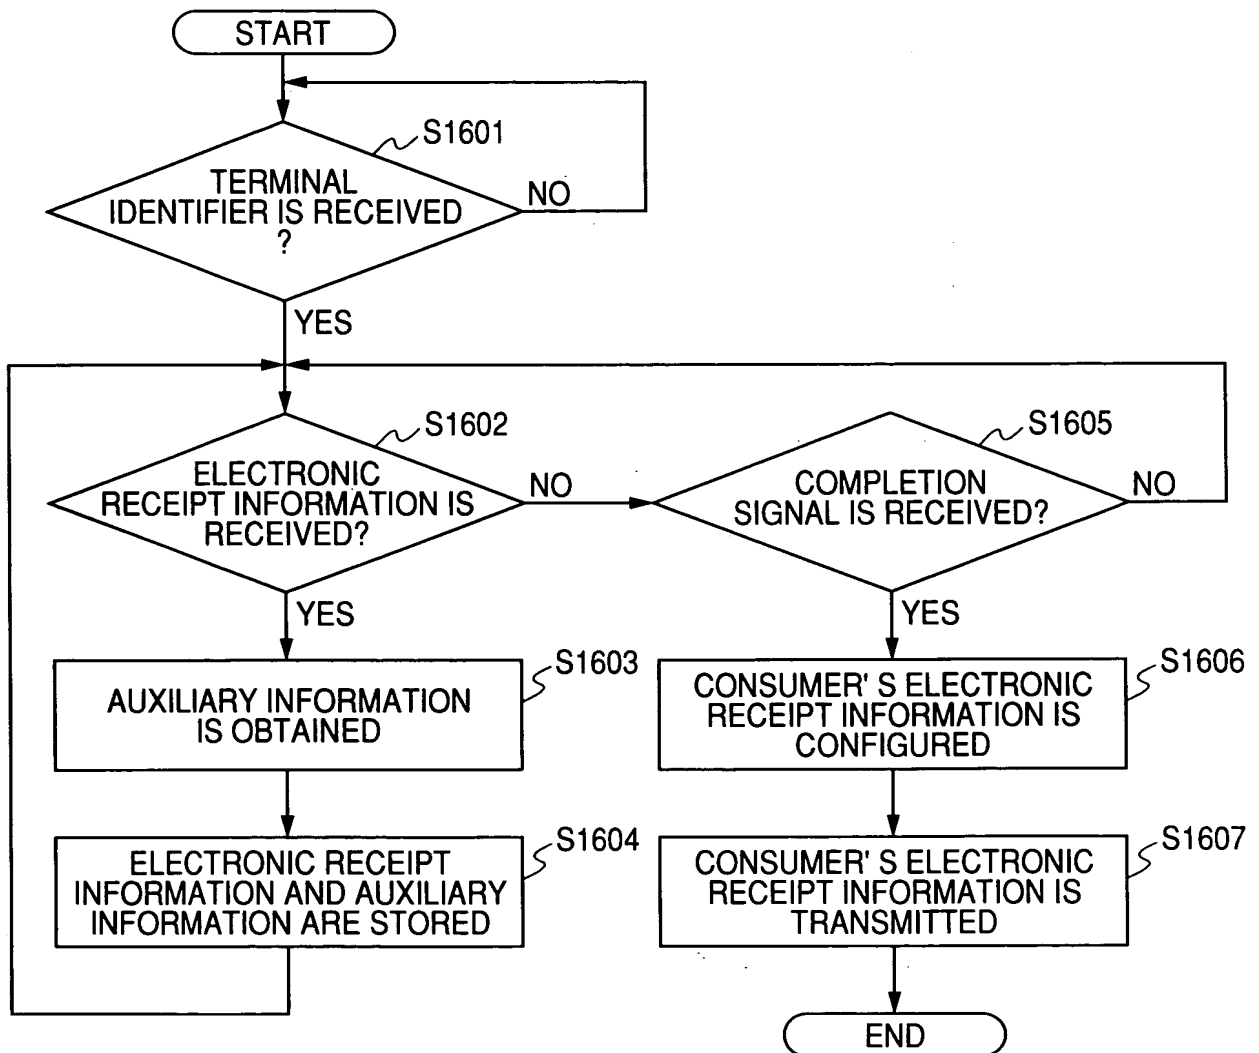 START
S1601
TERMINAL
IDENTIFIER IS RECEIVED
?
NO
YES
S1602
ELECTRONIC
RECEIPT INFORMATION IS
RECEIVED?
NO
YES
S1605
COMPLETION
SIGNAL IS RECEIVED?
NO
YES
S1603
AUXILIARY INFORMATION
IS OBTAINED
S1606
CONSUMER' S ELECTRONIC
RECEIPT INFORMATION IS
CONFIGURED
S1604
ELECTRONIC RECEIPT
INFORMATION AND AUXILIARY
INFORMATION ARE STORED
S1607
CONSUMER' S ELECTRONIC
RECEIPT INFORMATION IS
TRANSMITTED
END